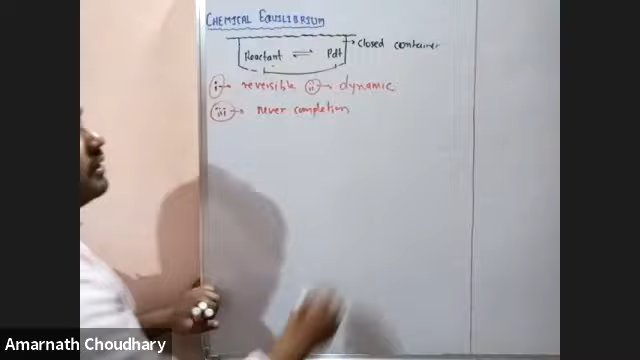 CHEMICAL EQUILIBRIUM
Reactant ⇌ Pdt → closed container
(i) → reversible (ii) → dynamic
(iii) → never completion
Amarnath Choudhary